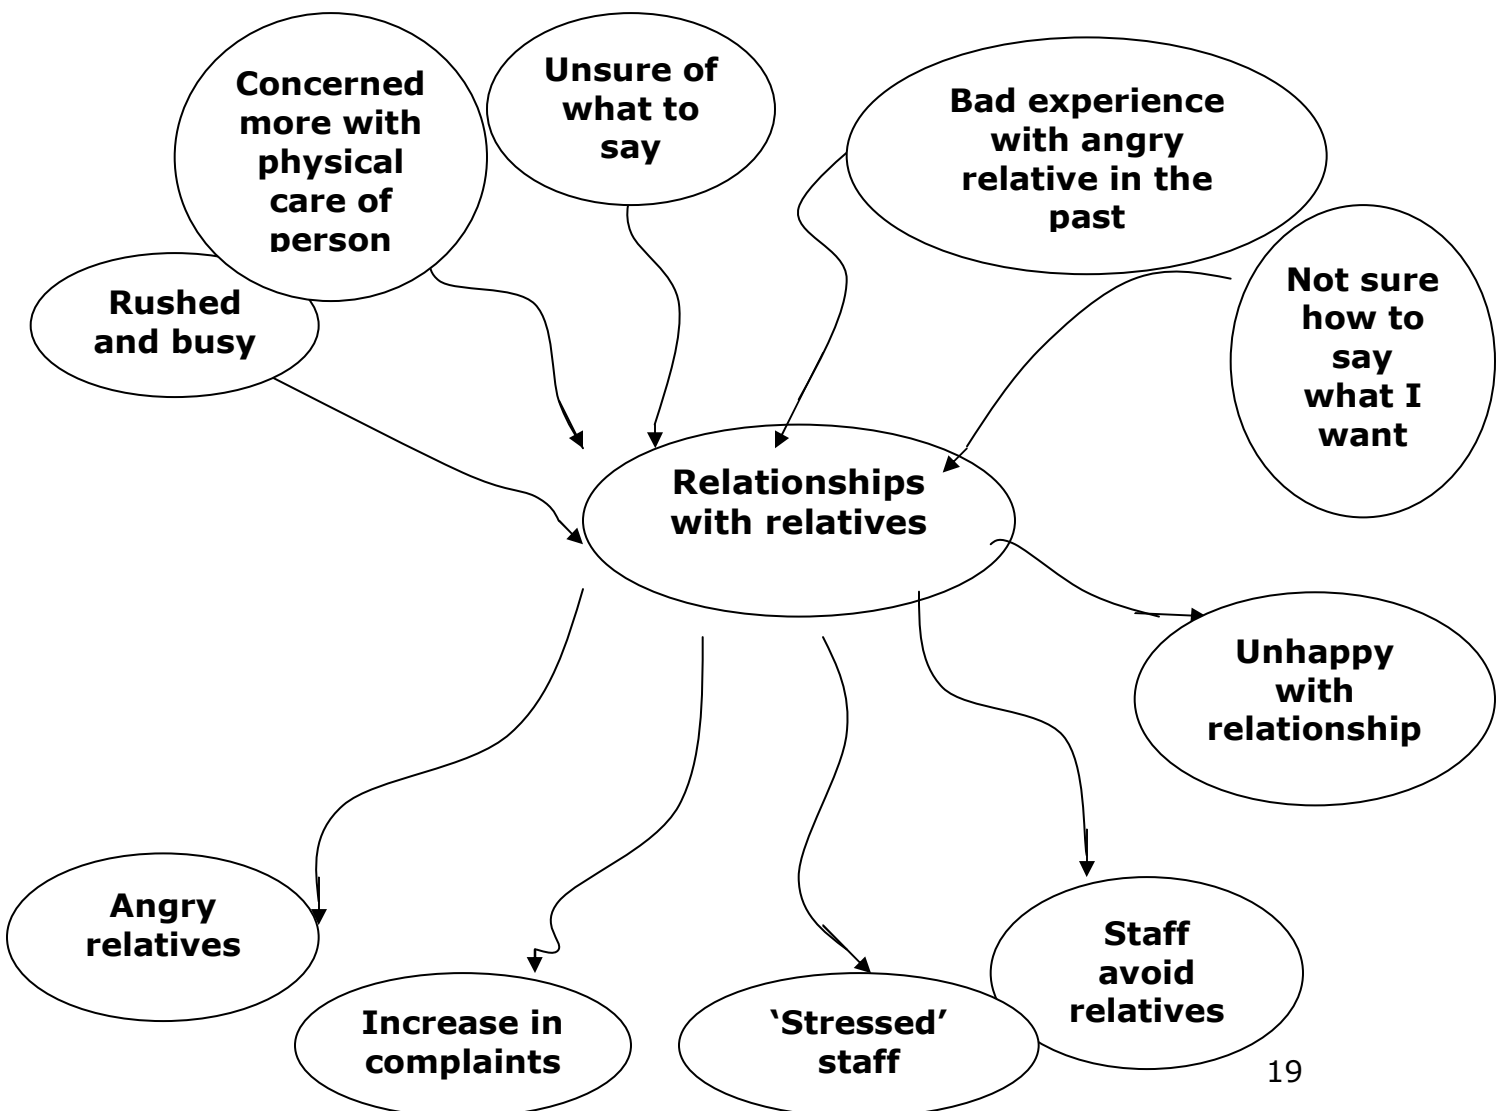 Concerned
more with
physical
care of
person
Unsure of
what to
say
Bad experience
with angry
relative in the
past
Not sure
how to
say
what I
want
Rushed
and busy
Relationships
with relatives
Unhappy
with
relationship
Angry
relatives
Increase in
complaints
‘Stressed’
staff
Staff
avoid
relatives
19